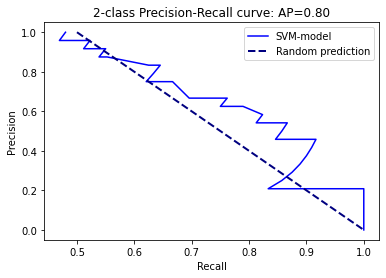 2-class Precision-Recall curve: AP=0.80
SVM-model
Random prediction
Precision
1.0
0.8
0.6
0.4
0.2
0.0
0.5 0.6 0.7 0.8 0.9 1.0
Recall